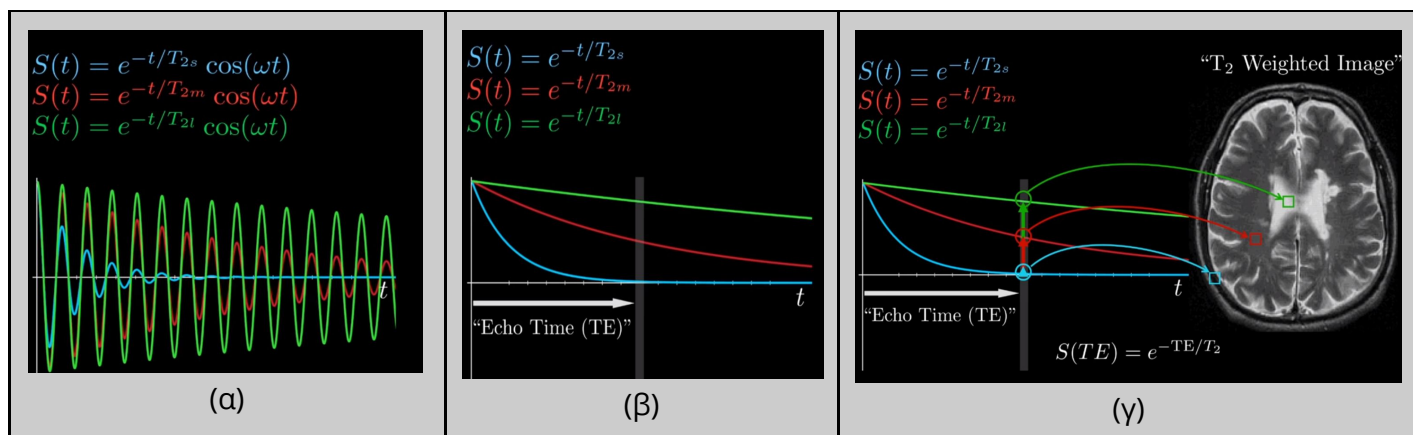 S(t) = e^{-t/T_{2s}} cos(ωt)
S(t) = e^{-t/T_{2m}} cos(ωt)
S(t) = e^{-t/T_{2l}} cos(ωt)
t
(α)
S(t) = e^{-t/T_{2s}}
S(t) = e^{-t/T_{2m}}
S(t) = e^{-t/T_{2l}}
t
“Echo Time (TE)”
(β)
“T₂ Weighted Image”
S(t) = e^{-t/T_{2s}}
S(t) = e^{-t/T_{2m}}
S(t) = e^{-t/T_{2l}}
t
“Echo Time (TE)”
S(TE) = e^{-TE/T_2}
(γ)